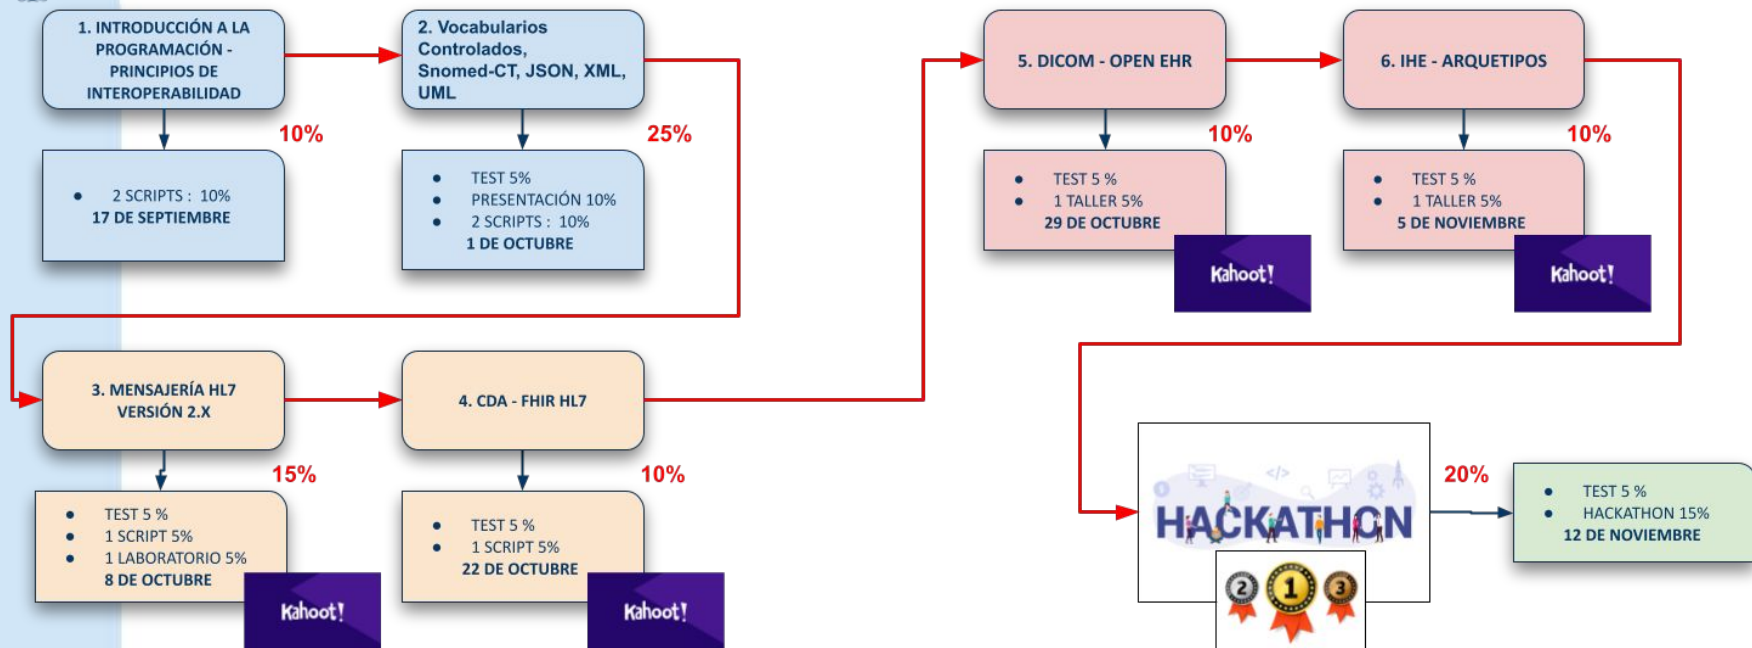 1. INTRODUCCIÓN A LA
PROGRAMACIÓN -
PRINCIPIOS DE
INTEROPERABILIDAD
10%
● 2 SCRIPTS : 10%
17 DE SEPTIEMBRE
2. Vocabularios
Controlados,
Snomed-CT, JSON, XML,
UML
25%
● TEST 5%
● PRESENTACIÓN 10%
● 2 SCRIPTS : 10%
1 DE OCTUBRE
3. MENSAJERÍA HL7
VERSIÓN 2.X
15%
● TEST 5 %
● 1 SCRIPT 5%
● 1 LABORATORIO 5%
8 DE OCTUBRE
Kahoot!
4. CDA - FHIR HL7
10%
● TEST 5 %
● 1 SCRIPT 5%
22 DE OCTUBRE
Kahoot!
5. DICOM - OPEN EHR
10%
● TEST 5 %
● 1 TALLER 5%
29 DE OCTUBRE
Kahoot!
6. IHE - ARQUETIPOS
10%
● TEST 5 %
● 1 TALLER 5%
5 DE NOVIEMBRE
Kahoot!
</>
HACKATHON
2 1 3
20%
● TEST 5 %
● HACKATHON 15%
12 DE NOVIEMBRE